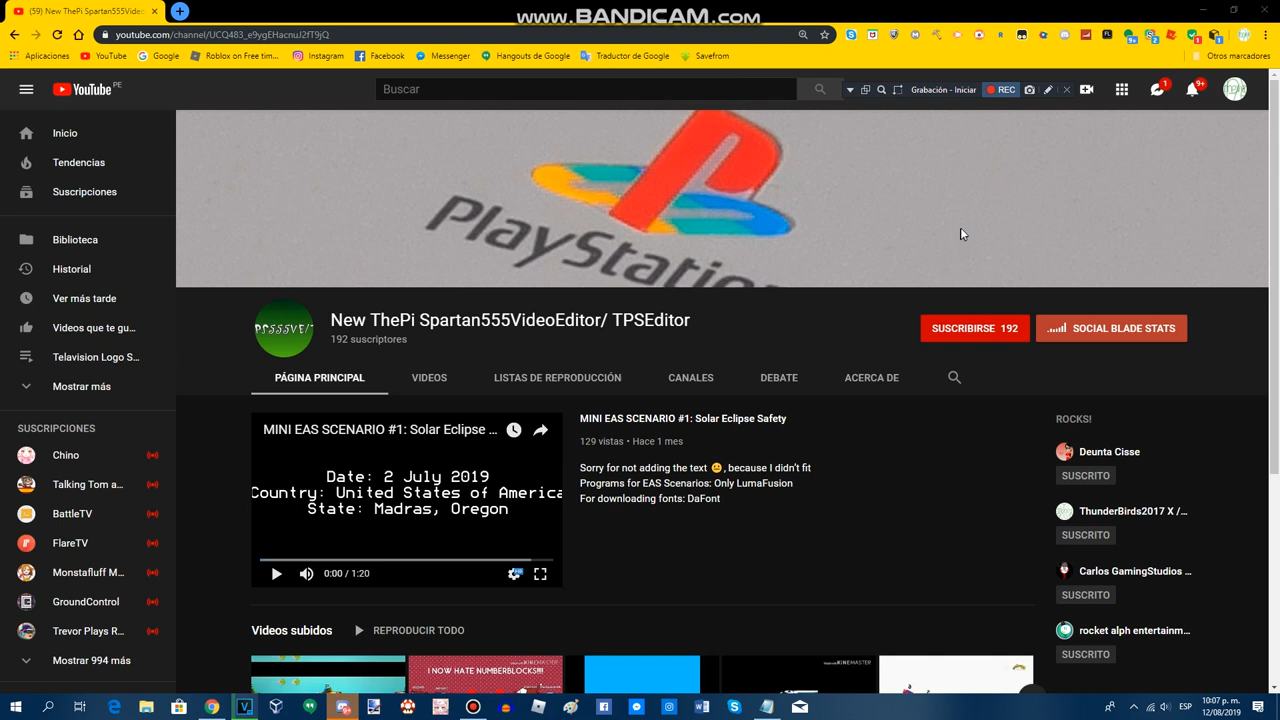 www.BANDICAM.com
(59) New ThePi Spartan555Video
youtube.com/channel/UCQ483_e9ygEHacnuJ2fT9jQ
Aplicaciones
YouTube
Google
Roblox on Free tim...
Instagram
Facebook
Messenger
Hangouts de Google
Traductor de Google
Savefrom
Otros marcadores
YouTube PE
Buscar
Grabación - Iniciar
REC
1
9+
Inicio
Tendencias
Suscripciones
Biblioteca
Historial
Ver más tarde
Videos que te gu...
Television Logo S...
Mostrar más
SUSCRIPCIONES
Chino
Talking Tom a...
BattleTV
FlareTV
Monstafluff M...
GroundControl
Trevor Plays R...
Mostrar 994 más
PlayStation
New ThePi Spartan555VideoEditor/ TPSEditor
192 suscriptores
SUSCRIBIRSE 192
SOCIAL BLADE STATS
PÁGINA PRINCIPAL
VIDEOS
LISTAS DE REPRODUCCIÓN
CANALES
DEBATE
ACERCA DE
MINI EAS SCENARIO #1: Solar Eclipse ...
Date: 2 July 2019
Country: United States of America
State: Madras, Oregon
0:00 / 1:20
MINI EAS SCENARIO #1: Solar Eclipse Safety
129 vistas • Hace 1 mes
Sorry for not adding the text 😀, because I didn't fit
Programs for EAS Scenarios: Only LumaFusion
For downloading fonts: DaFont
ROCKS!
Deunta Cisse
SUSCRITO
ThunderBirds2017 X /...
SUSCRITO
Carlos GamingStudios ...
SUSCRITO
rocket alph entertainm...
SUSCRITO
Videos subidos
REPRODUCIR TODO
I NOW HATE NUMBERBLOCKS!!!!
KINEMASTER
KINEMASTER
KINEMASTER
ESP
10:07 p. m.
12/08/2019